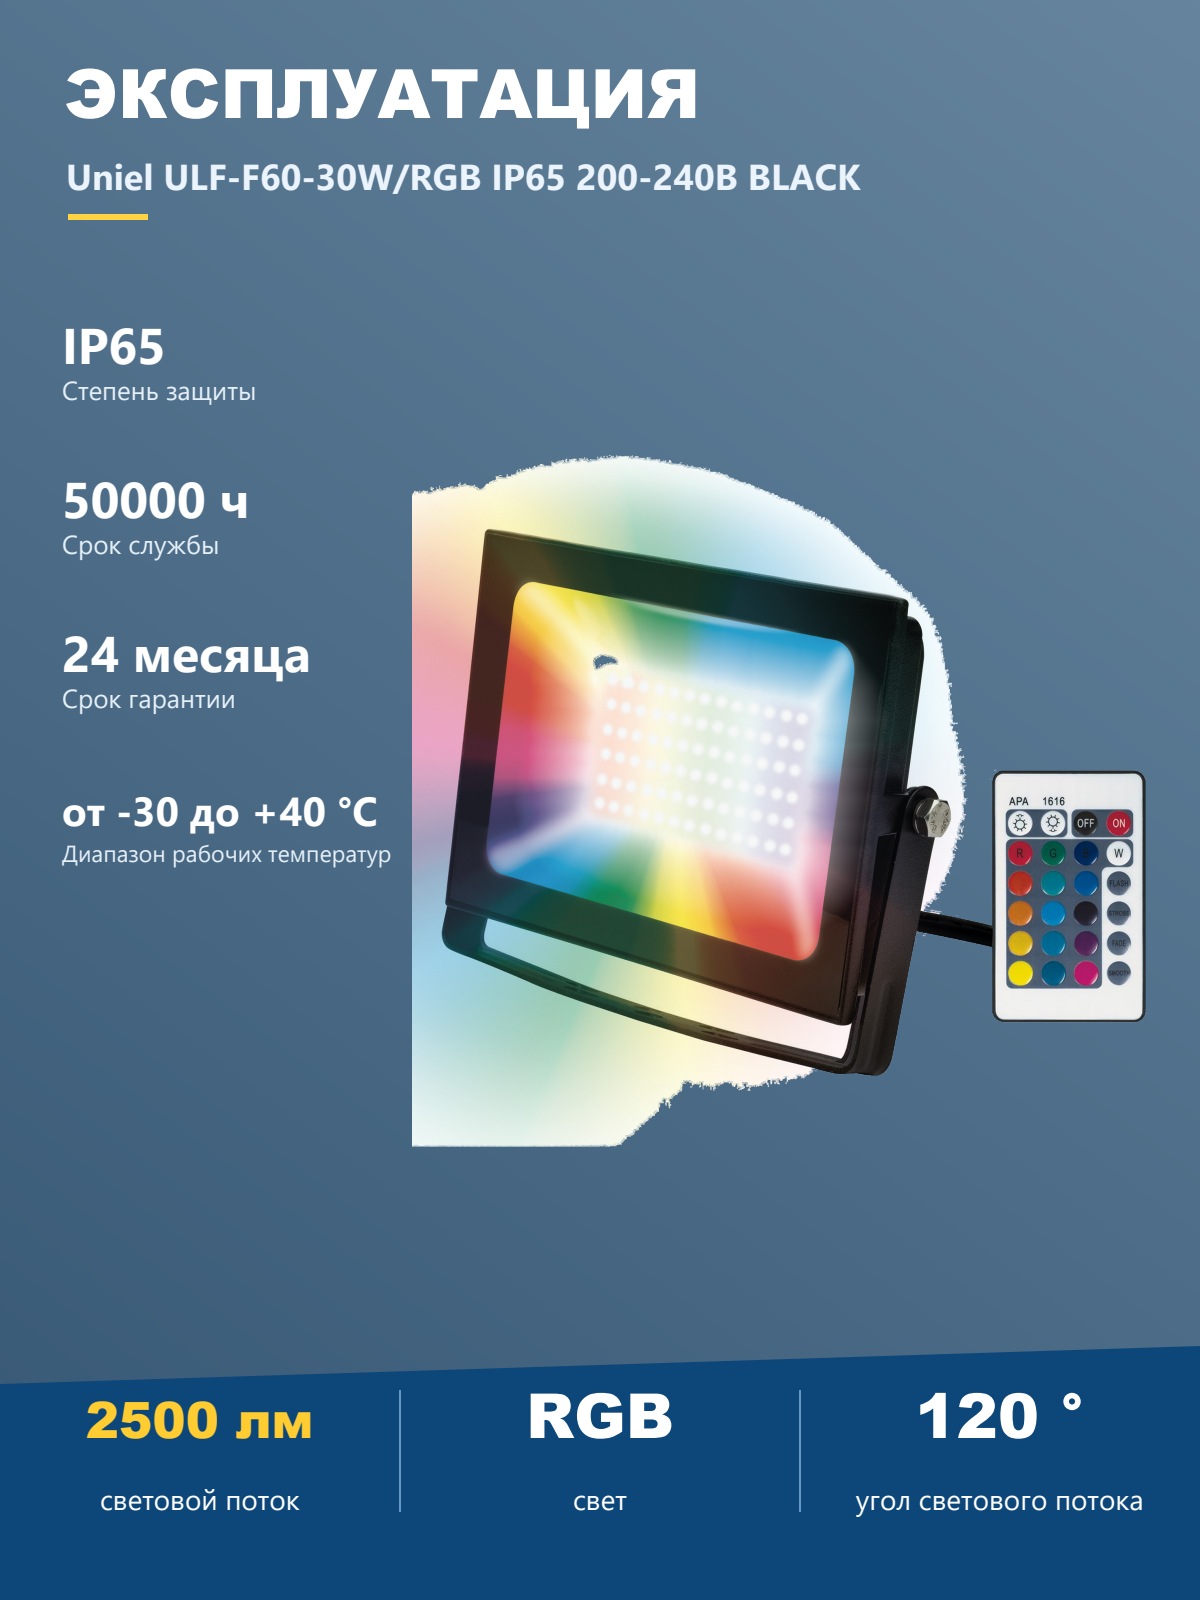 ЭКСПЛУАТАЦИЯ
Uniel ULF-F60-30W/RGB IP65 200-240В BLACK
IP65
Степень защиты
50000 ч
Срок службы
24 месяца
Срок гарантии
от -30 до +40 °C
Диапазон рабочих температур
APA 1616
OFF ON
R G W
FLASH
STROBE
FADE
SMOOTH
2500 лм
световой поток
RGB
свет
120 °
угол светового потока